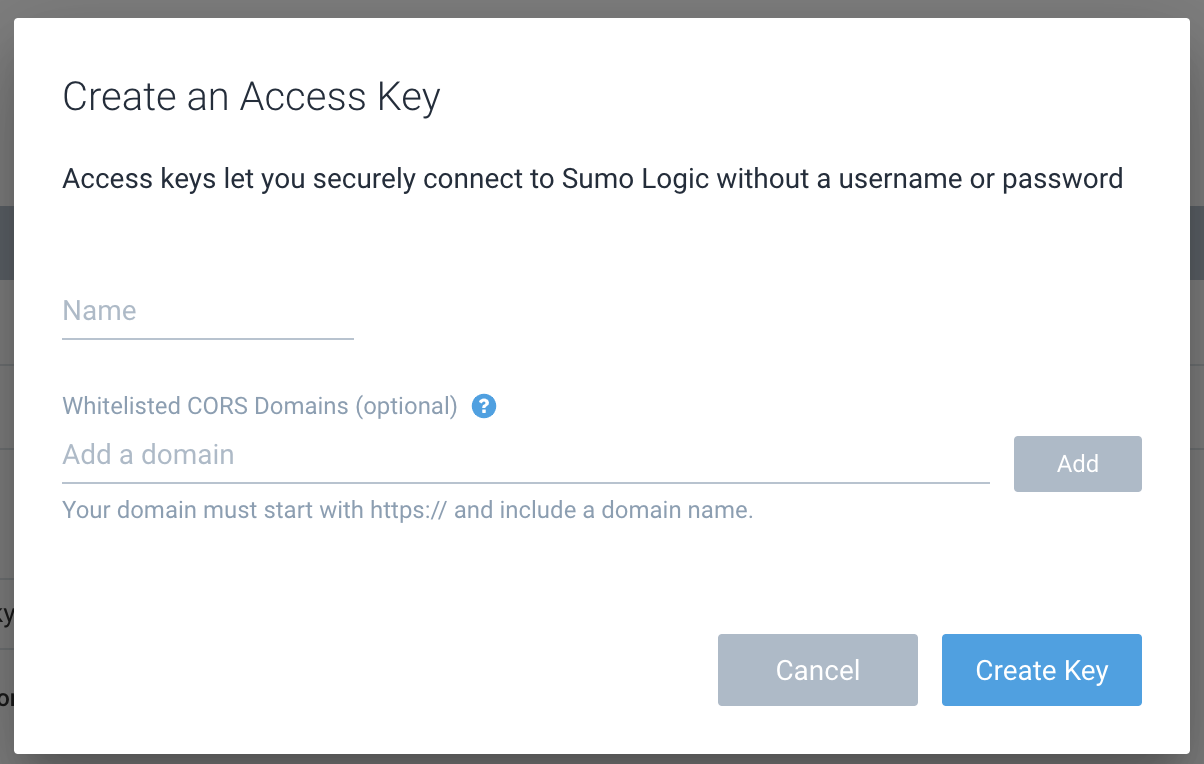 Create an Access Key
Access keys let you securely connect to Sumo Logic without a username or password
Name
Whitelisted CORS Domains (optional) ?
Add a domain
Add
Your domain must start with https:// and include a domain name.
Cancel
Create Key